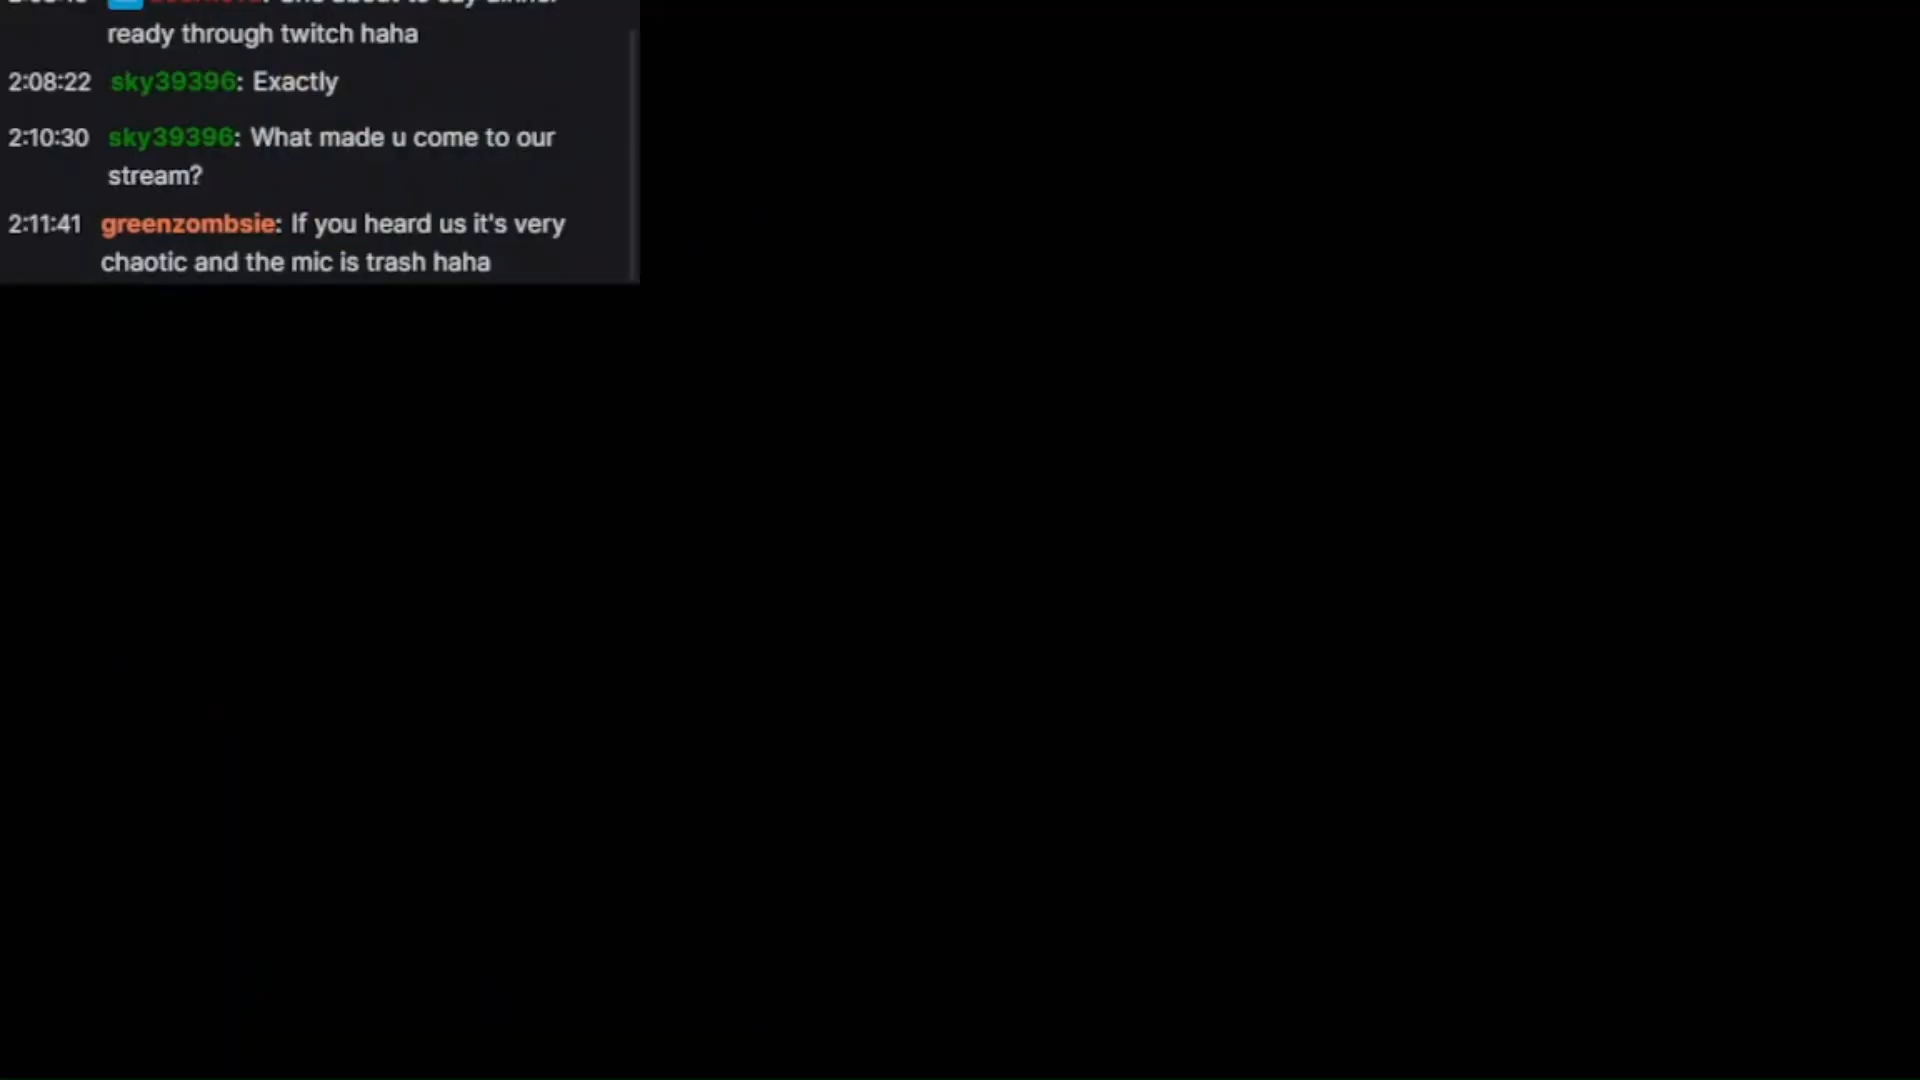 ready through twitch haha
2:08:22 sky39396: Exactly
2:10:30 sky39396: What made u come to our
stream?
2:11:41 greenzombsie: If you heard us it's very
chaotic and the mic is trash haha